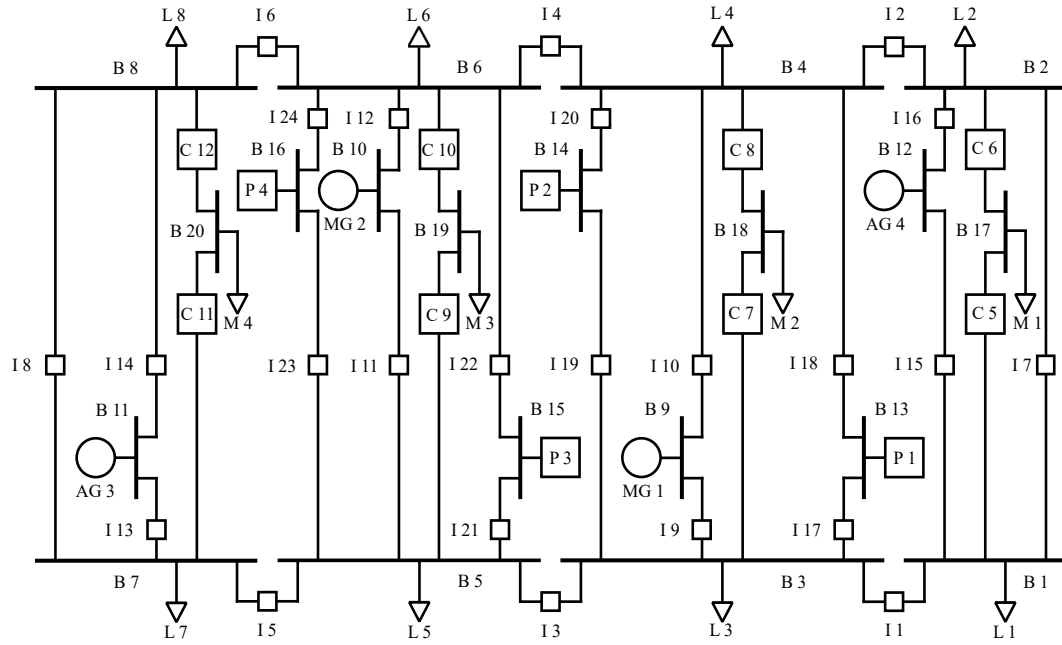 L 8
I 6
L 6
I 4
L 4
I 2
L 2
B 8
B 6
B 4
B 2
I 24
I 12
I 20
I 16
C 12
B 16
B 10
C 10
B 14
C 8
B 12
C 6
P 4
MG 2
P 2
AG 4
B 20
B 19
B 18
B 17
C 11
M 4
C 9
M 3
C 7
M 2
C 5
M 1
I 8
I 14
I 23
I 11
I 22
I 19
I 10
I 18
I 15
I 7
B 11
B 15
B 9
B 13
AG 3
P 3
MG 1
P 1
I 13
I 21
I 9
I 17
B 7
B 5
B 3
B 1
L 7
I 5
L 5
I 3
L 3
I 1
L 1